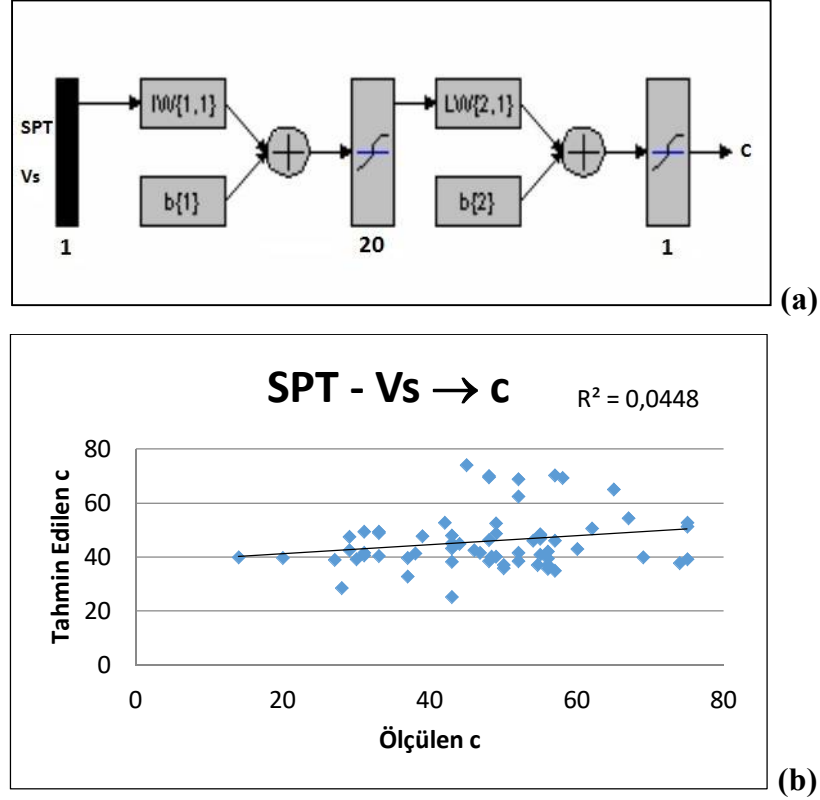 SPT
Vs
IW{1,1}
b{1}
LW{2,1}
b{2}
c
1
20
1
(a)
SPT - Vs → c
R² = 0,0448
Tahmin Edilen c
80
60
40
20
0
0 20 40 60 80
Ölçülen c
(b)